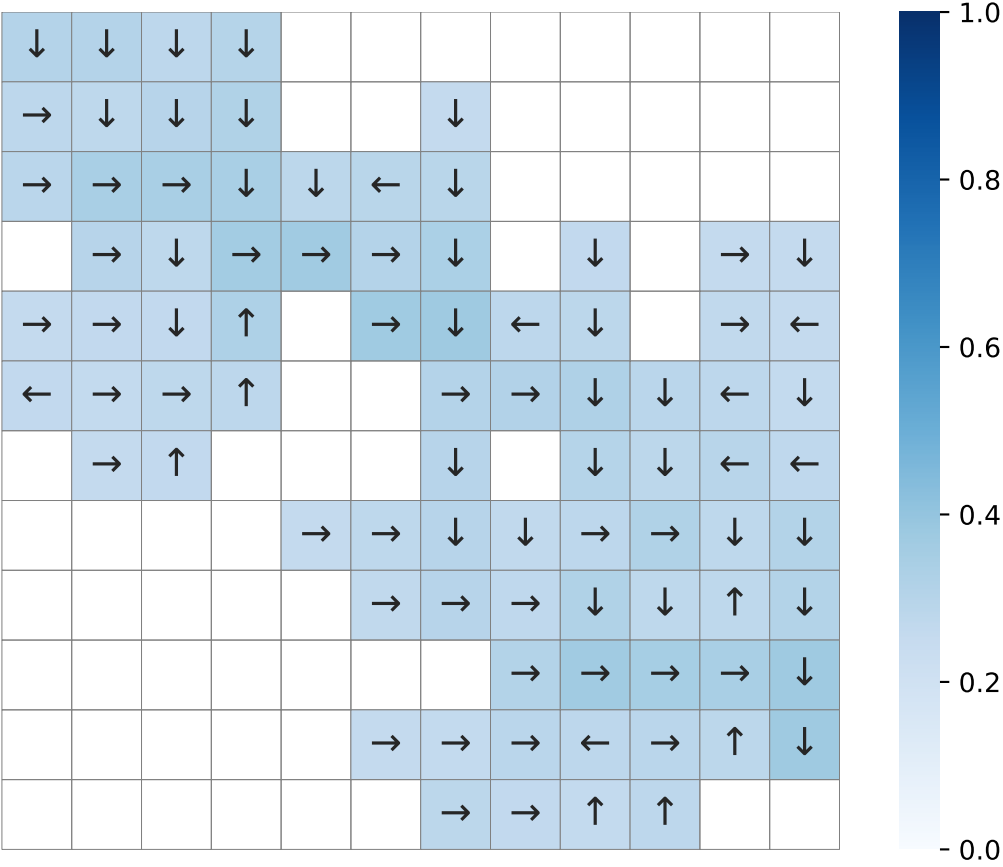 ↓ ↓ ↓ ↓ 1.0
→ ↓ ↓ ↓ ↓
→ → → ↓ ↓ ← ↓ 0.8
→ ↓ → → → ↓ ↓ → ↓
→ → ↓ ↑ → ↓ ← ↓ → ← 0.6
← → → ↑ → → ↓ ↓ ← ↓
→ ↑ ↓ ↓ ↓ ← ←
→ → ↓ ↓ → → ↓ ↓ 0.4
→ → → ↓ ↓ ↑ ↓
→ → → → ↓ 0.2
→ → → ← → ↑ ↓
→ → ↑ ↑ 0.0